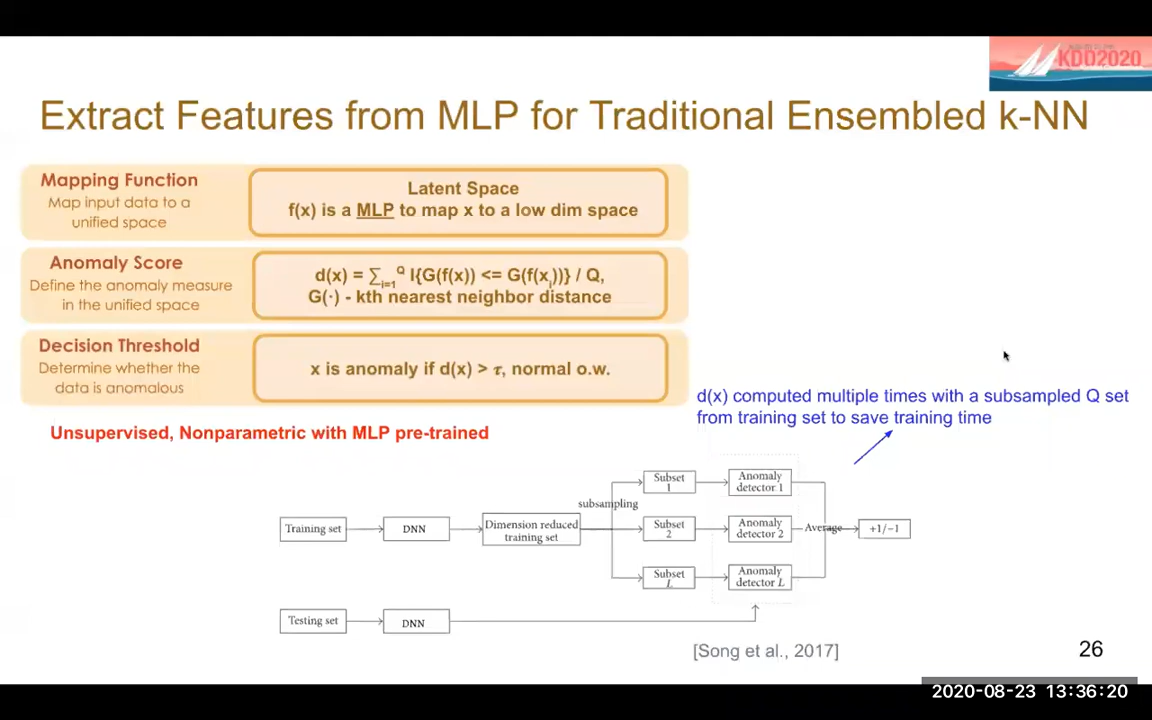 KDD2020
Extract Features from MLP for Traditional Ensembled k-NN
Mapping Function
Map input data to a
unified space
Latent Space
f(x) is a MLP to map x to a low dim space
Anomaly Score
Define the anomaly measure
in the unified space
d(x) = ∑i=1Q I{G(f(x)) <= G(f(xi))} / Q,
G(·) - kth nearest neighbor distance
Decision Threshold
Determine whether the
data is anomalous
x is anomaly if d(x) > τ, normal o.w.
d(x) computed multiple times with a subsampled Q set
from training set to save training time
Unsupervised, Nonparametric with MLP pre-trained
Training set
DNN
Dimension reduced
training set
subsampling
Subset
1
Anomaly
detector 1
Subset
2
Anomaly
detector 2
Average
+1/−1
Subset
L
Anomaly
detector L
Testing set
DNN
[Song et al., 2017]
26
2020-08-23 13:36:20